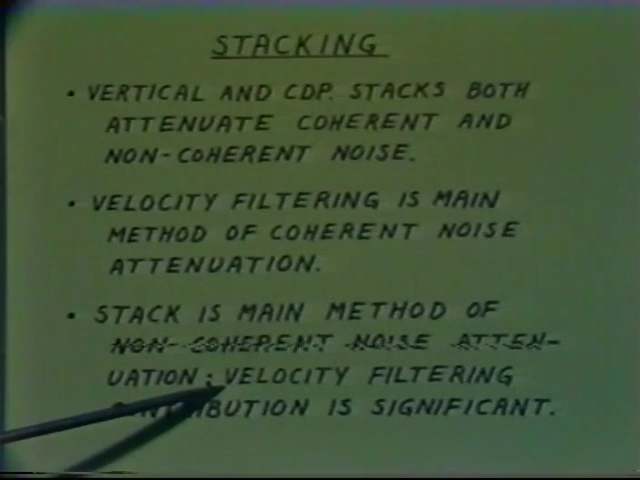 STACKING
• VERTICAL AND CDP. STACKS BOTH
ATTENUATE COHERENT AND
NON-COHERENT NOISE.
• VELOCITY FILTERING IS MAIN
METHOD OF COHERENT NOISE
ATTENUATION.
• STACK IS MAIN METHOD OF
NON-COHERENT NOISE ATTEN-
UATION; VELOCITY FILTERING
CONTRIBUTION IS SIGNIFICANT.